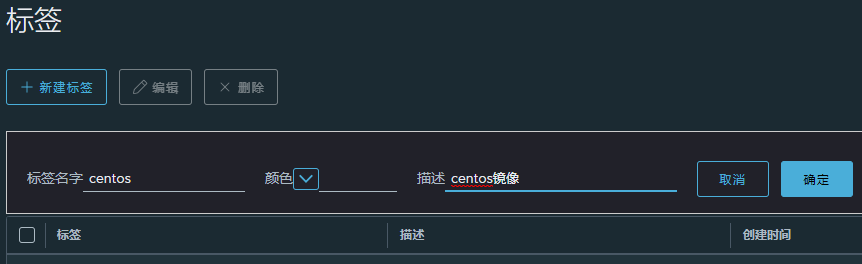 标签
+ 新建标签 编辑 × 删除
标签名字 centos 颜色 描述 centos镜像 取消 确定
标签 描述 创建时间